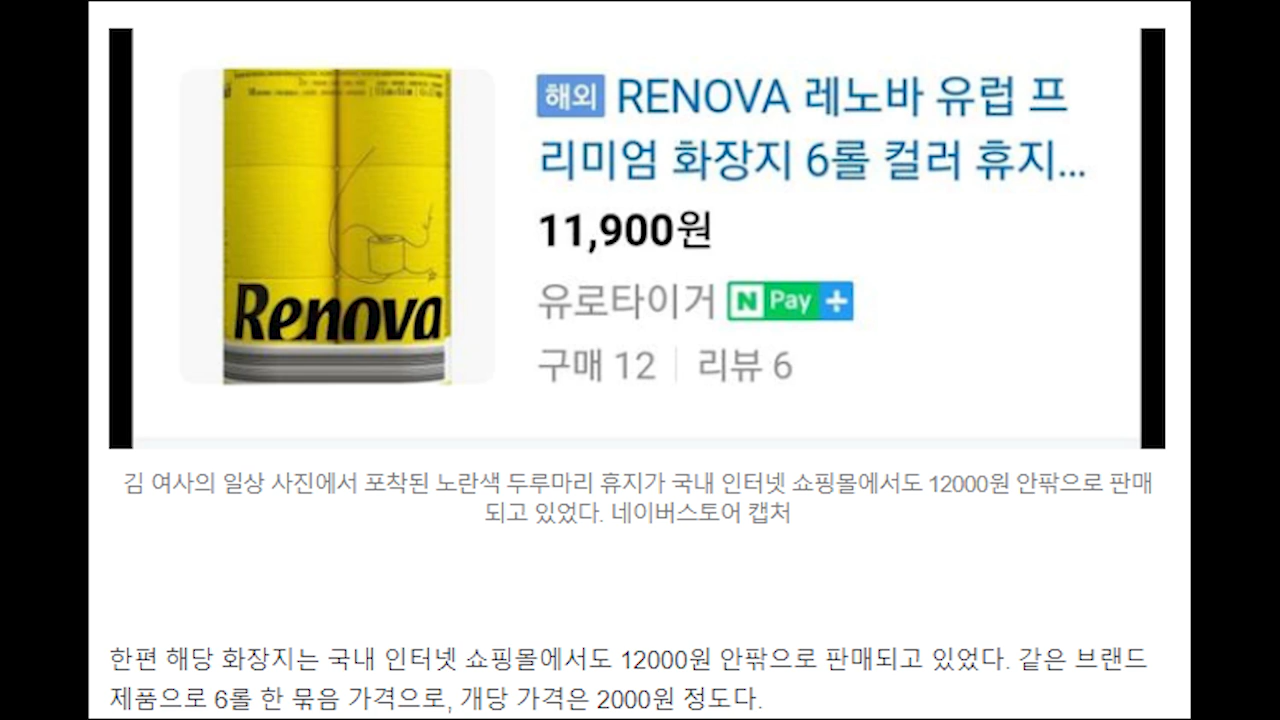 해외 RENOVA 레노바 유럽 프
리미엄 화장지 6롤 컬러 휴지...
11,900원
유로타이거 N Pay +
구매 12 | 리뷰 6
Renova
김 여사의 일상 사진에서 포착된 노란색 두루마리 휴지가 국내 인터넷 쇼핑몰에서도 12000원 안팎으로 판매
되고 있었다. 네이버스토어 캡처
한편 해당 화장지는 국내 인터넷 쇼핑몰에서도 12000원 안팎으로 판매되고 있었다. 같은 브랜드
제품으로 6롤 한 묶음 가격으로, 개당 가격은 2000원 정도다.